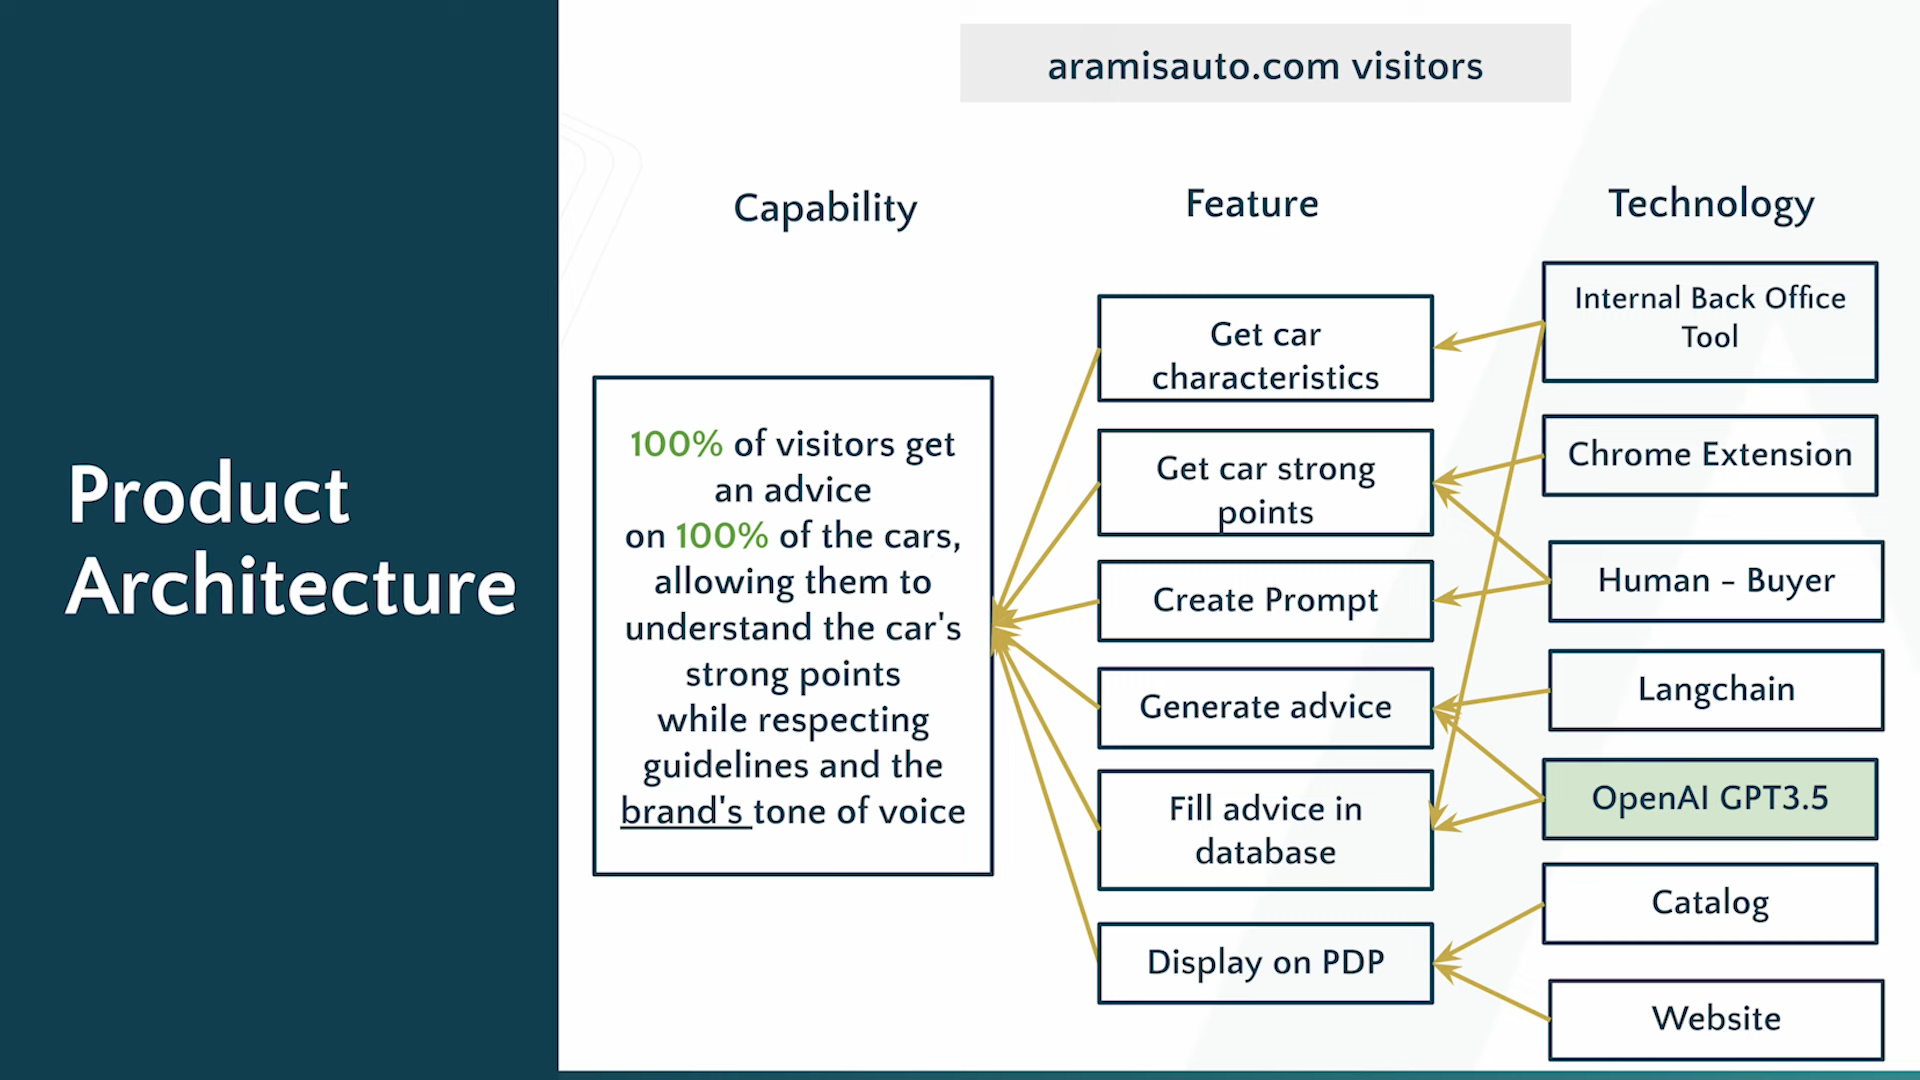 Product
Architecture
aramisauto.com visitors
Capability
Feature
Technology
100% of visitors get
an advice
on 100% of the cars,
allowing them to
understand the car's
strong points
while respecting
guidelines and the
brand's tone of voice
Get car
characteristics
Get car strong
points
Create Prompt
Generate advice
Fill advice in
database
Display on PDP
Internal Back Office
Tool
Chrome Extension
Human - Buyer
Langchain
OpenAI GPT3.5
Catalog
Website